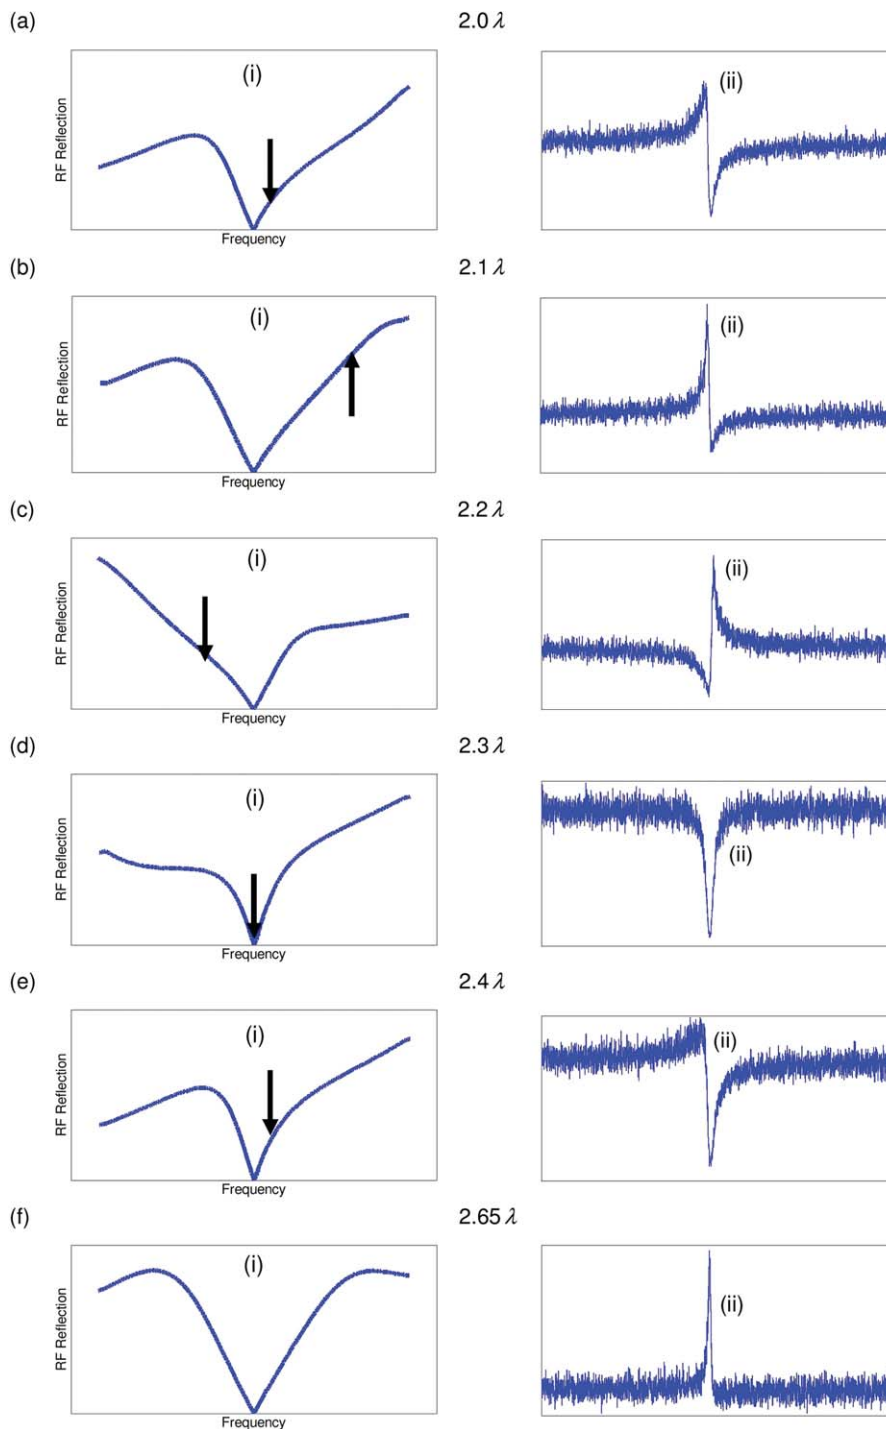 (a) 2.0 λ
(i) (ii)
RF Reflection
Frequency
(b) 2.1 λ
(i) (ii)
RF Reflection
Frequency
(c) 2.2 λ
(i) (ii)
RF Reflection
Frequency
(d) 2.3 λ
(i) (ii)
RF Reflection
Frequency
(e) 2.4 λ
(i) (ii)
RF Reflection
Frequency
(f) 2.65 λ
(i) (ii)
RF Reflection
Frequency